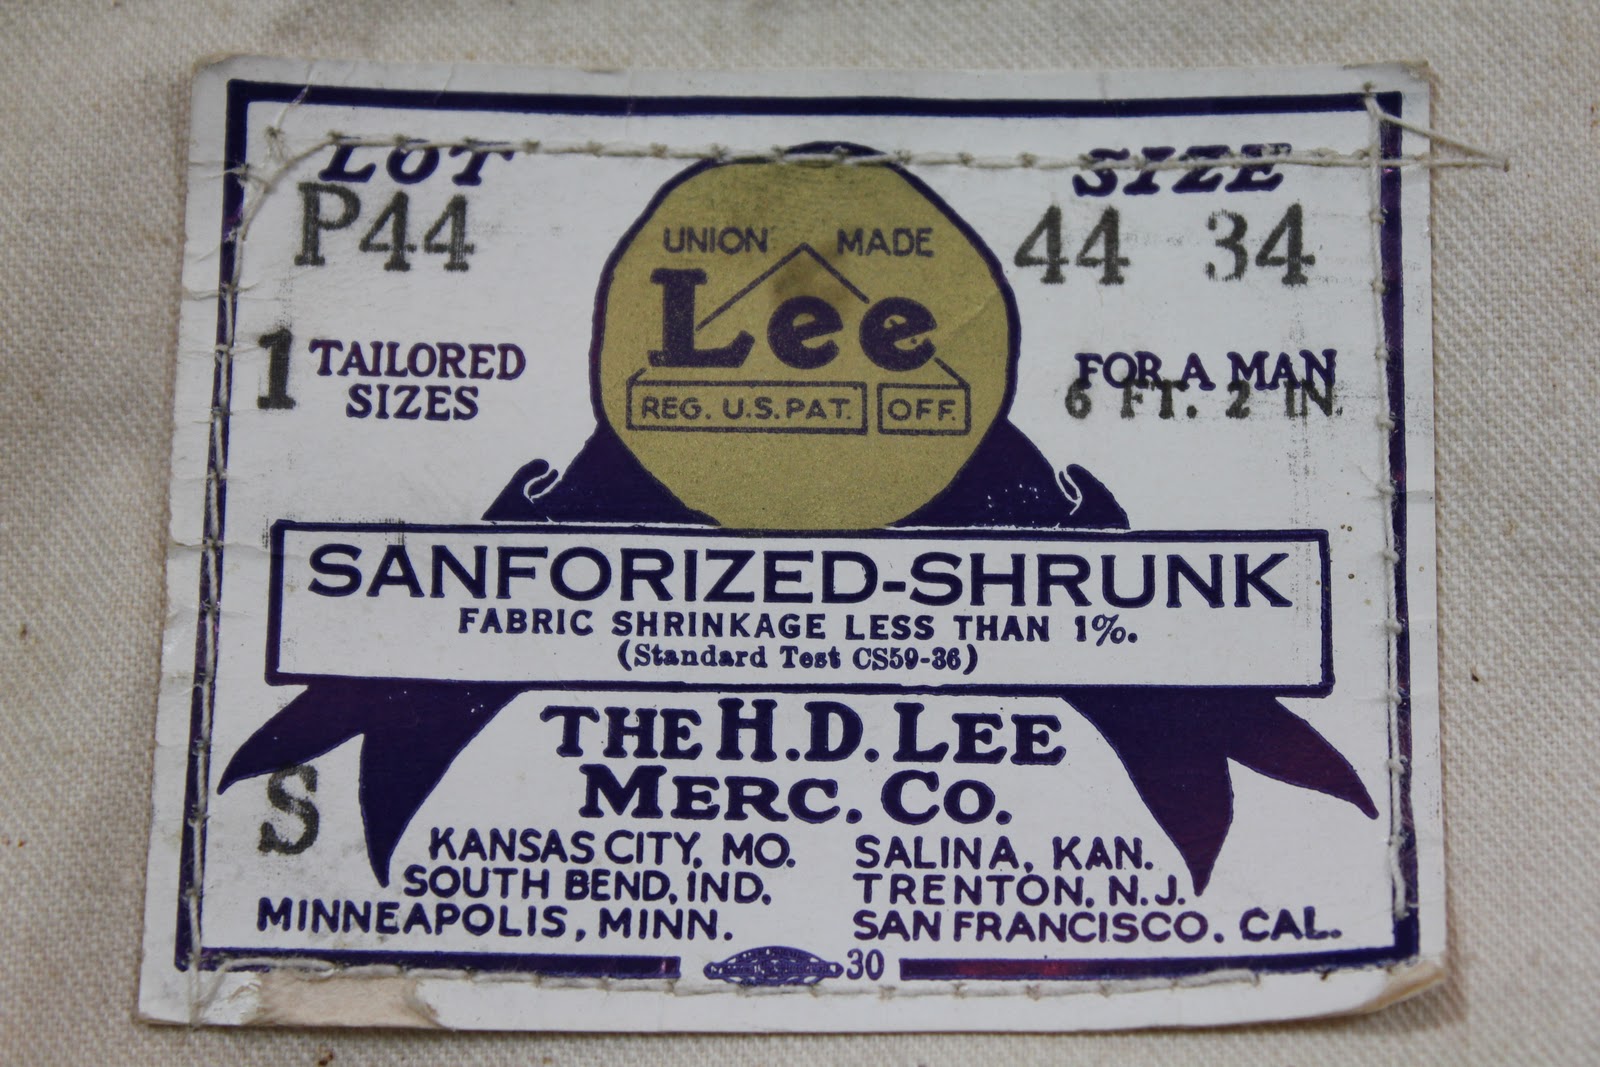 LOT
P44
SIZE
44 34
UNION MADE
Lee
REG. U.S. PAT. OFF.
1 TAILORED
SIZES
FOR A MAN
6 FT. 2 IN.
SANFORIZED-SHRUNK
FABRIC SHRINKAGE LESS THAN 1%.
(Standard Test CS59-36)
THE H.D. LEE
MERC. CO.
S
KANSAS CITY, MO.
SOUTH BEND, IND.
MINNEAPOLIS, MINN.
SALINA, KAN.
TRENTON, N.J.
SAN FRANCISCO, CAL.
30